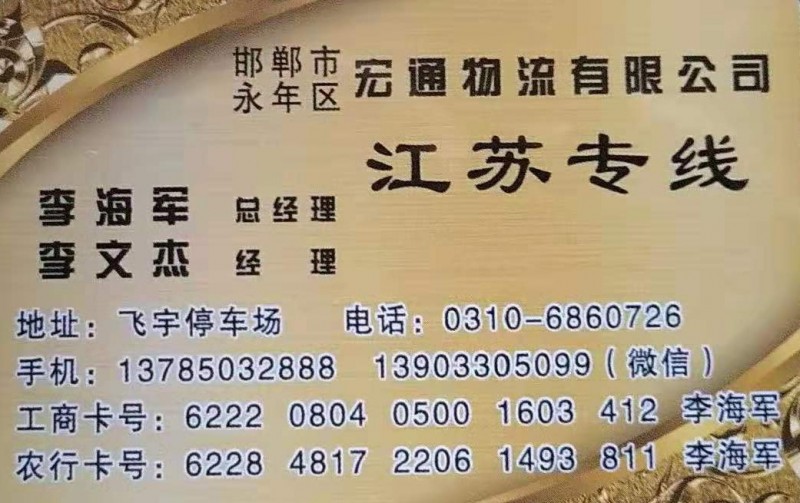 邯郸市永年区 宏通物流有限公司
江苏专线
李海军 总经理
李文杰 经理
地址：飞宇停车场 电话：0310-6860726
手机：13785032888 13903305099（微信）
工商卡号：6222 0804 0500 1603 412 李海军
农行卡号：6228 4817 2206 1493 811 李海军